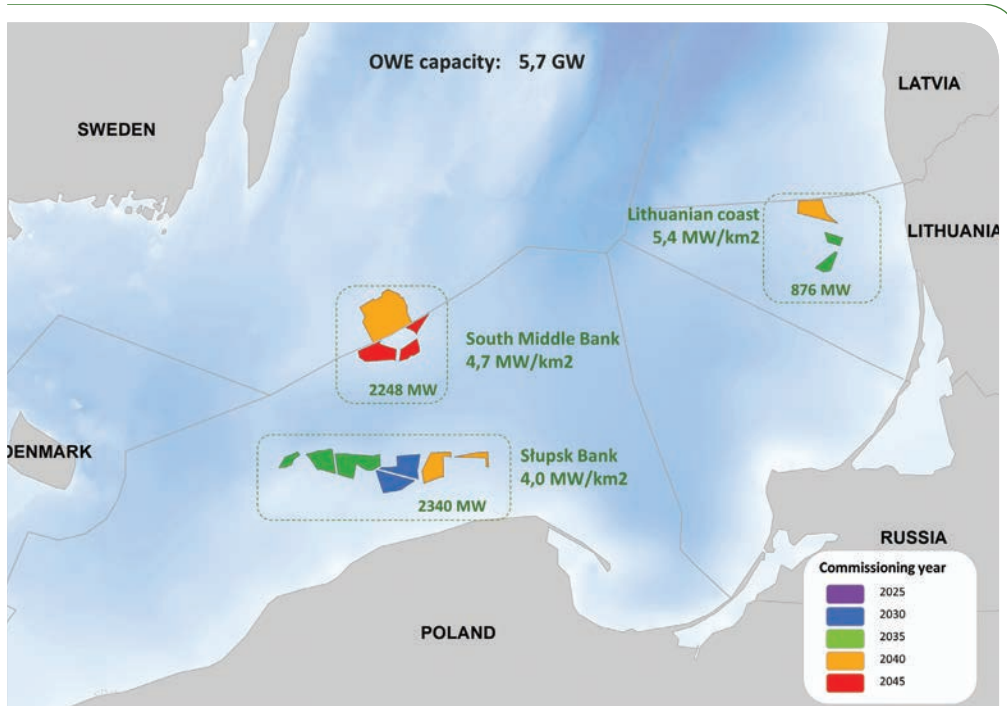 OWE capacity: 5,7 GW
LATVIA
SWEDEN
Lithuanian coast
5,4 MW/km2
LITHUANIA
876 MW
South Middle Bank
4,7 MW/km2
2248 MW
DENMARK
Słupsk Bank
4,0 MW/km2
2340 MW
RUSSIA
POLAND
Commissioning year
2025
2030
2035
2040
2045